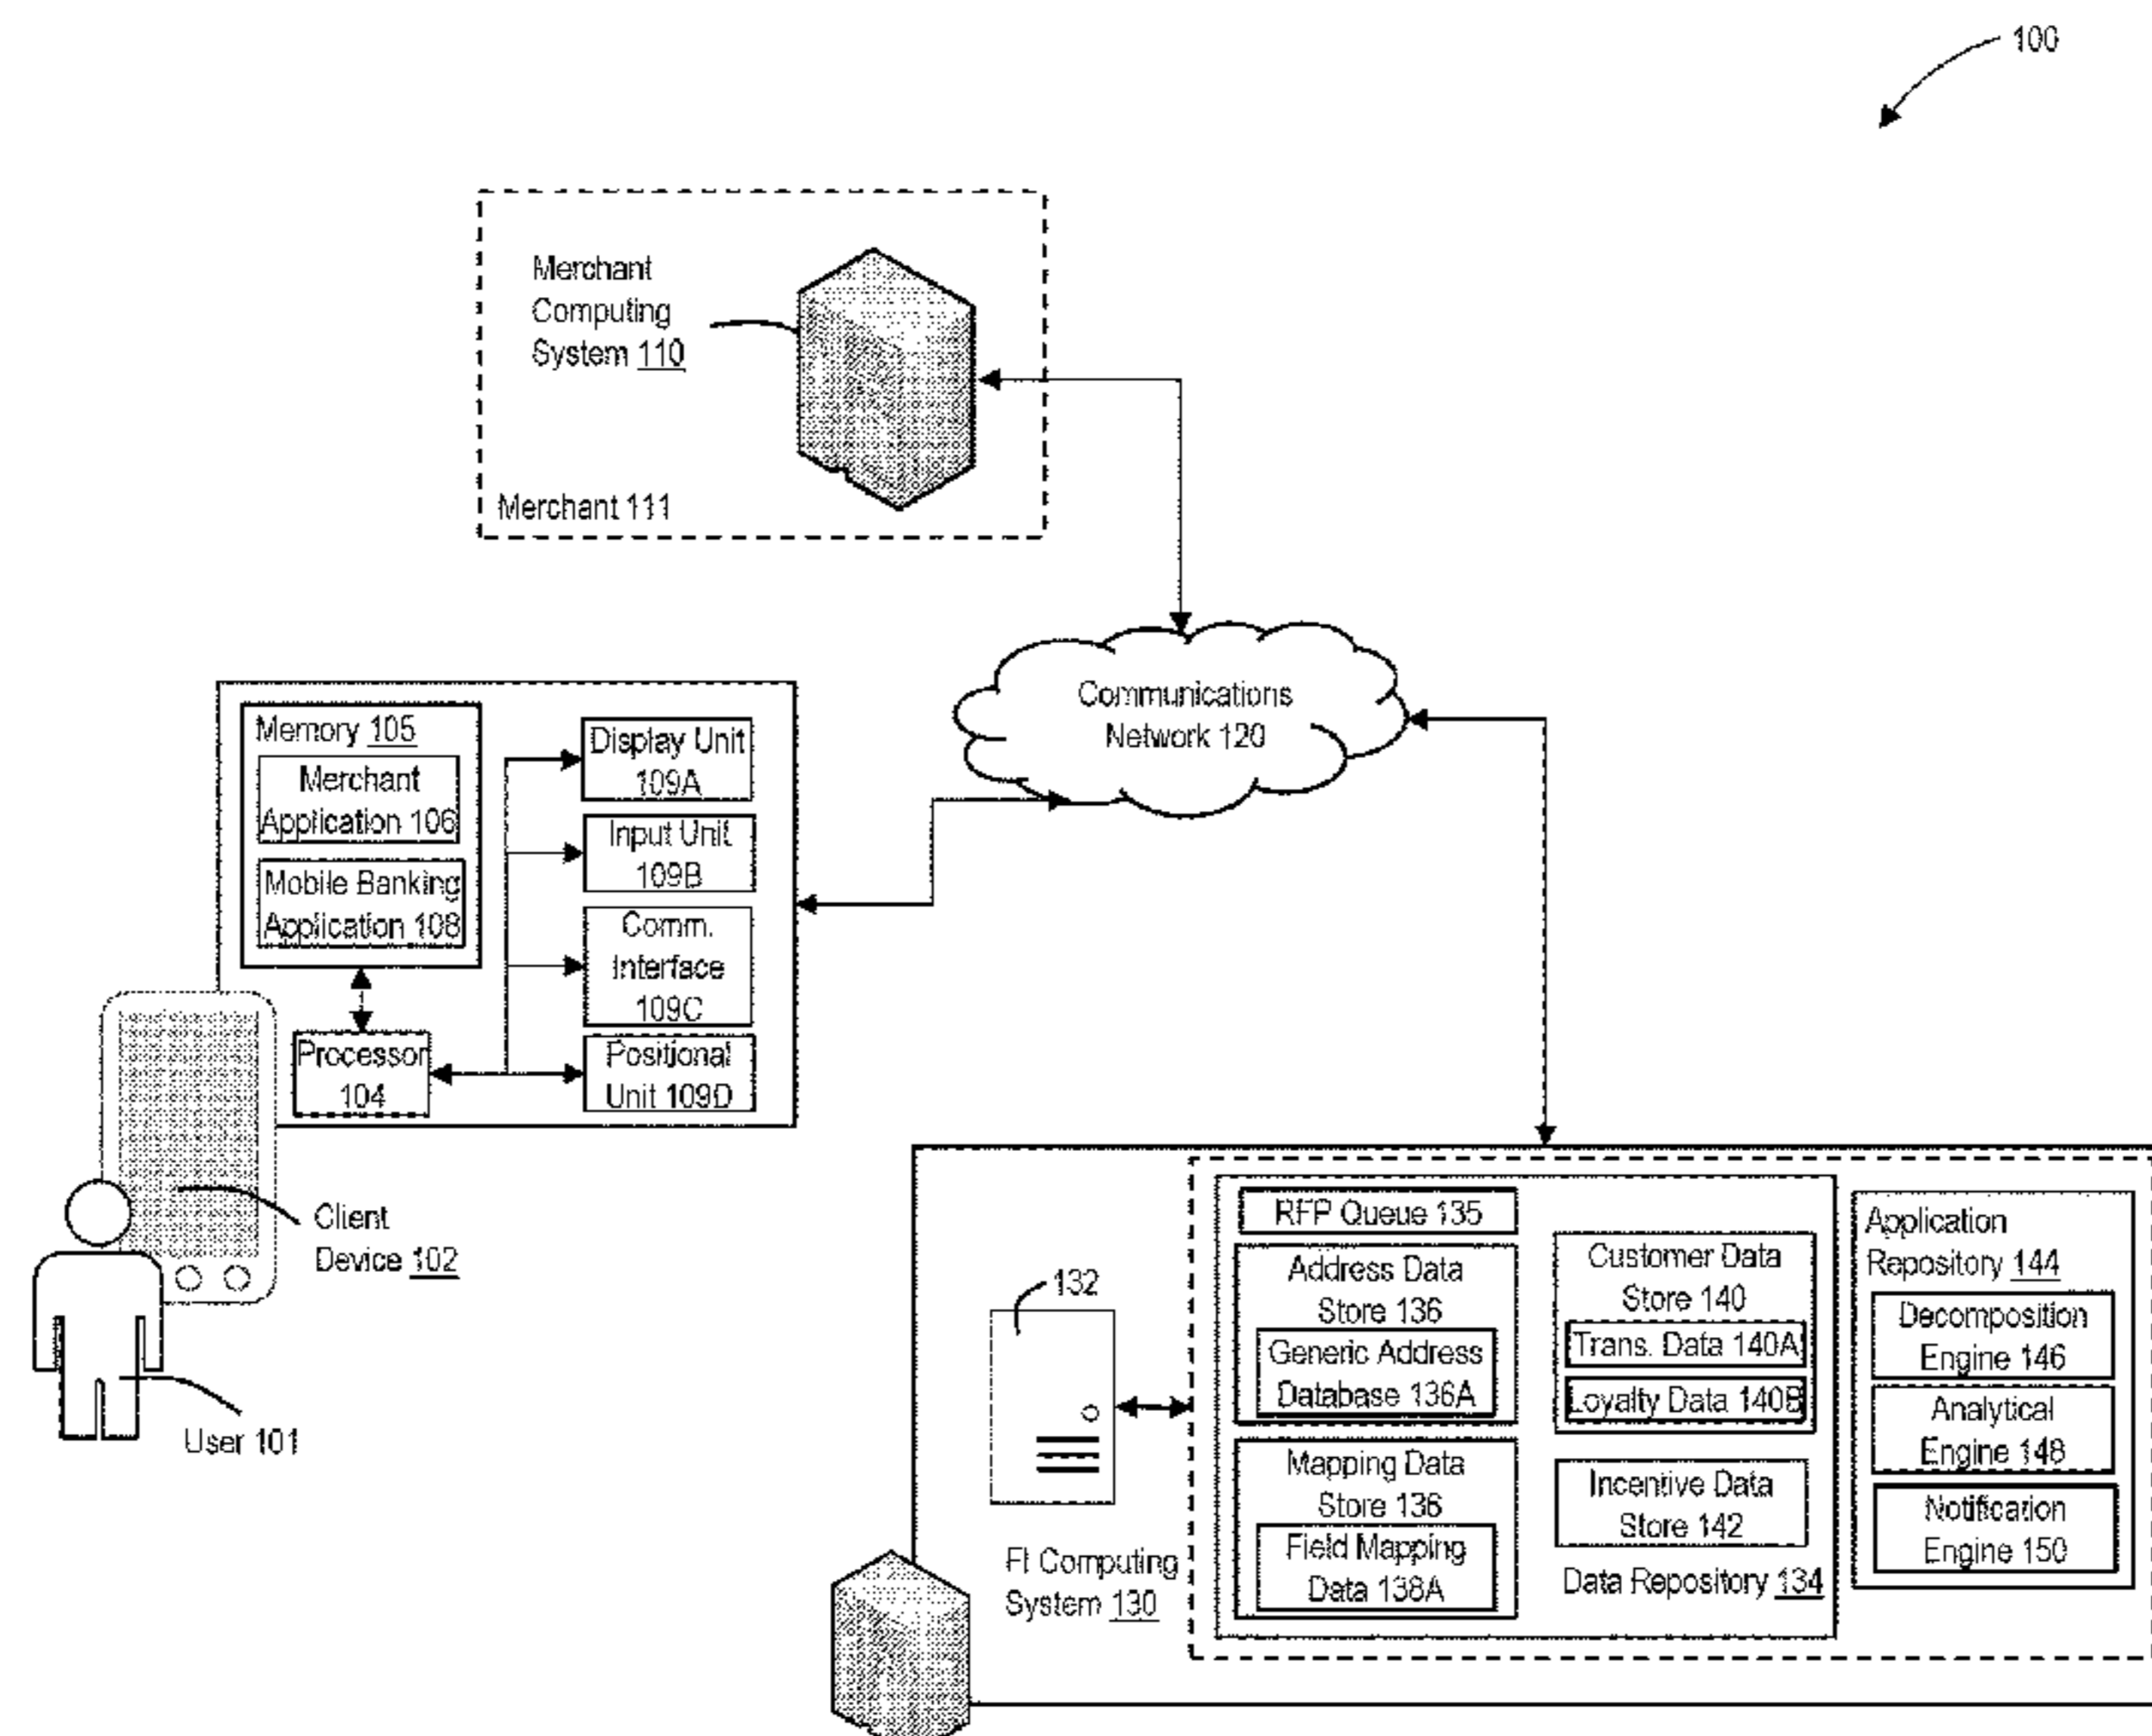 100
Merchant
Computing
System 110
Merchant 111
Communications
Network 120
Memory 105
Merchant
Application 106
Mobile Banking
Application 108
Display Unit
109A
Input Unit
109B
Comm.
Interface
109C
Positional
Unit 109D
Processor
104
Client
Device 102
User 101
132
FI Computing
System 130
RFP Queue 135
Address Data
Store 136
Generic Address
Database 136A
Mapping Data
Store 136
Field Mapping
Data 138A
Customer Data
Store 140
Trans. Data 140A
Loyalty Data 140B
Incentive Data
Store 142
Data Repository 134
Application
Repository 144
Decomposition
Engine 146
Analytical
Engine 148
Notification
Engine 150